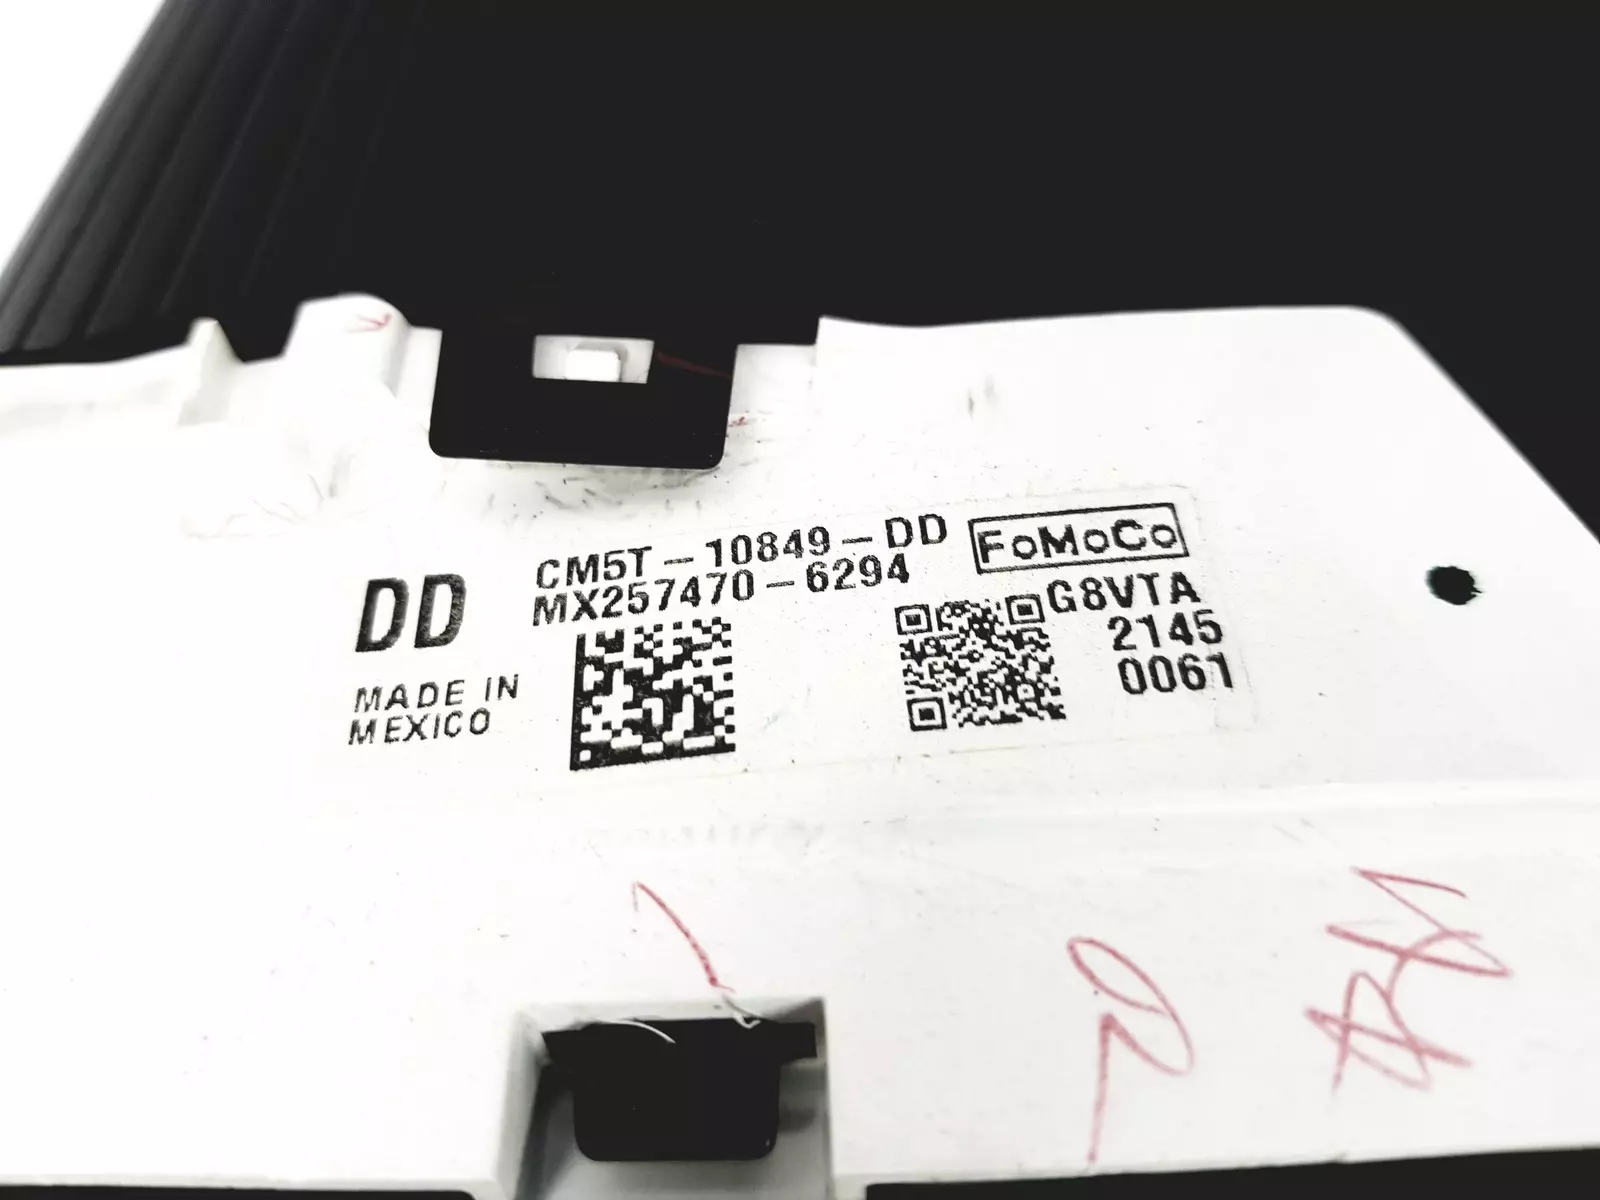 DD
MADE IN
MEXICO
CM5T-10849-DD
MX257470-6294
FoMoCo
G8VTA
2145
0061